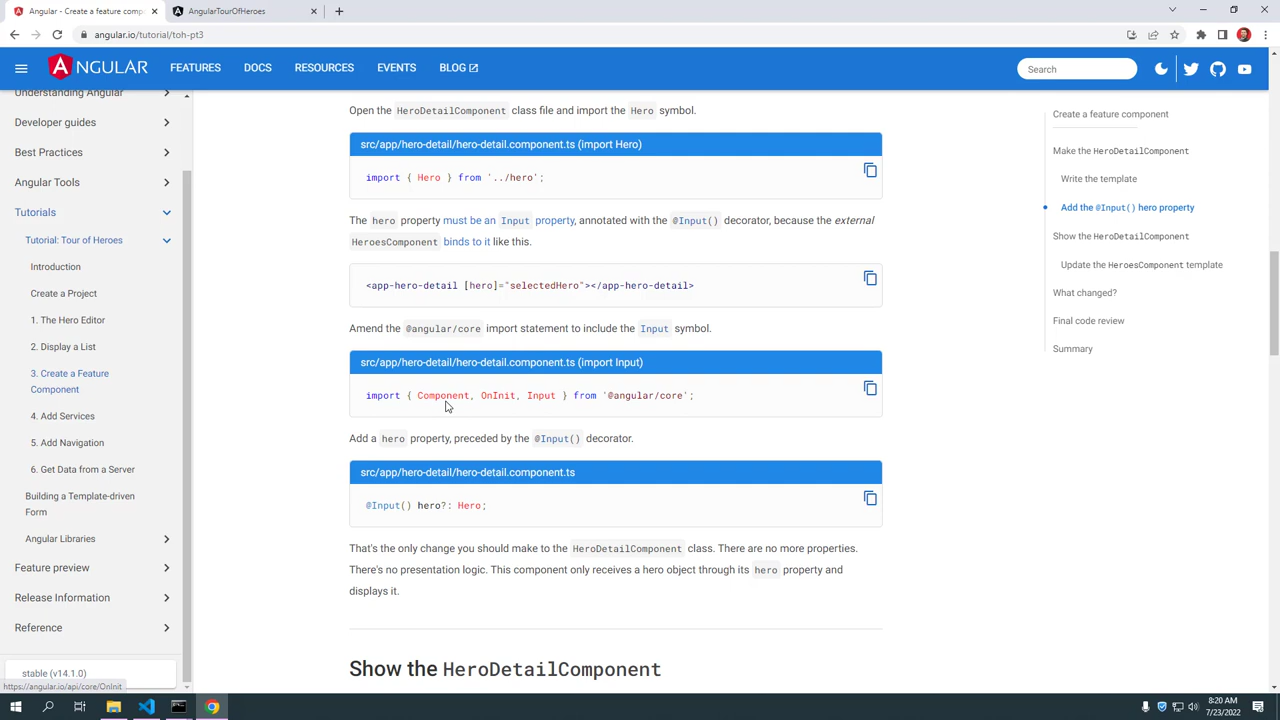 Angular - Create a feature comp
AngularTourOfHeroes
angular.io/tutorial/toh-pt3
ANGULAR
FEATURES
DOCS
RESOURCES
EVENTS
BLOG
Search
Understanding Angular
Developer guides
Best Practices
Angular Tools
Tutorials
Tutorial: Tour of Heroes
Introduction
Create a Project
1. The Hero Editor
2. Display a List
3. Create a Feature
Component
4. Add Services
5. Add Navigation
6. Get Data from a Server
Building a Template-driven
Form
Angular Libraries
Feature preview
Release Information
Reference
stable (v14.1.0)
https://angular.io/api/core/OnInit
Open the HeroDetailComponent class file and import the Hero symbol.
src/app/hero-detail/hero-detail.component.ts (import Hero)
import { Hero } from '../hero';
The hero property must be an Input property, annotated with the @Input() decorator, because the external
HeroesComponent binds to it like this.
<app-hero-detail [hero]="selectedHero"></app-hero-detail>
Amend the @angular/core import statement to include the Input symbol.
src/app/hero-detail/hero-detail.component.ts (import Input)
import { Component, OnInit, Input } from '@angular/core';
Add a hero property, preceded by the @Input() decorator.
src/app/hero-detail/hero-detail.component.ts
@Input() hero?: Hero;
That's the only change you should make to the HeroDetailComponent class. There are no more properties.
There's no presentation logic. This component only receives a hero object through its hero property and
displays it.
Show the HeroDetailComponent
Create a feature component
Make the HeroDetailComponent
Write the template
Add the @Input() hero property
Show the HeroDetailComponent
Update the HeroesComponent template
What changed?
Final code review
Summary
8:20 AM
7/23/2022